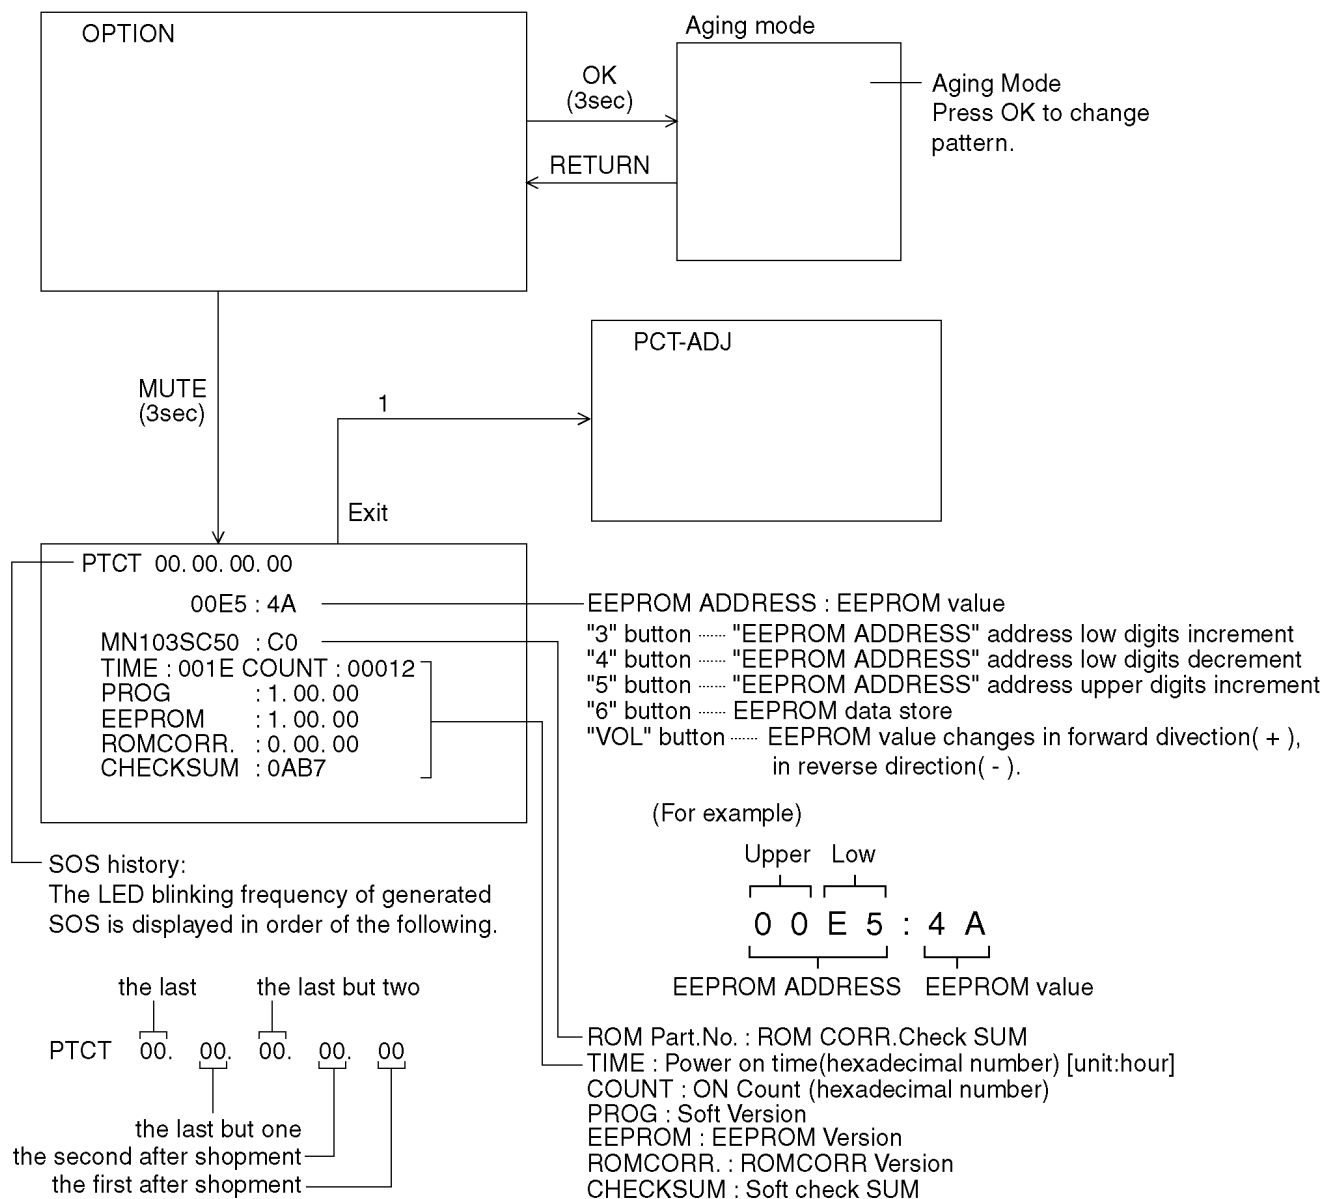 OPTION
Aging mode
OK
(3sec)
RETURN
Aging Mode
Press OK to change
pattern.
PCT-ADJ
MUTE
(3sec)
1
Exit
PTCT 00. 00. 00. 00
00E5 : 4A
MN103SC50 : C0
TIME : 001E COUNT : 00012
PROG : 1. 00. 00
EEPROM : 1. 00. 00
ROMCORR. : 0. 00. 00
CHECKSUM : 0AB7
EEPROM ADDRESS : EEPROM value
"3" button ······ "EEPROM ADDRESS" address low digits increment
"4" button ······ "EEPROM ADDRESS" address low digits decrement
"5" button ······ "EEPROM ADDRESS" address upper digits increment
"6" button ······ EEPROM data store
"VOL" button ······ EEPROM value changes in forward divection( + ),
in reverse direction( - ).
(For example)
Upper Low
0 0 E 5 : 4 A
EEPROM ADDRESS EEPROM value
SOS history:
The LED blinking frequency of generated
SOS is displayed in order of the following.
the last the last but two
PTCT 00. 00. 00. 00. 00
the last but one
the second after shopment
the first after shopment
ROM Part.No. : ROM CORR.Check SUM
TIME : Power on time(hexadecimal number) [unit:hour]
COUNT : ON Count (hexadecimal number)
PROG : Soft Version
EEPROM : EEPROM Version
ROMCORR. : ROMCORR Version
CHECKSUM : Soft check SUM